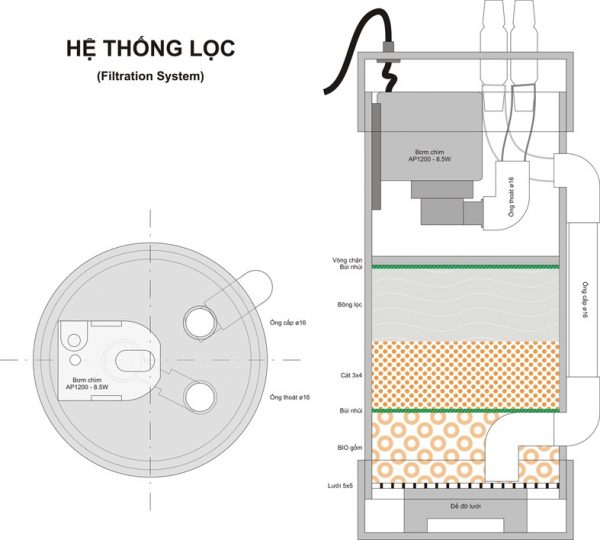 HỆ THỐNG LỌC
(Filtration System)
Bơm chìm
AP1200 - 8.5W
Ống thoát ø16
Vòng chặn
Bùi nhùi
Bông lọc
Ống cấp ø16
Cát 3x4
Bùi nhùi
BIO gốm
Lưới 5x5
Đế đỡ lưới
Ống cấp ø16
Bơm chìm
AP1200 - 8.5W
Ống thoát ø16